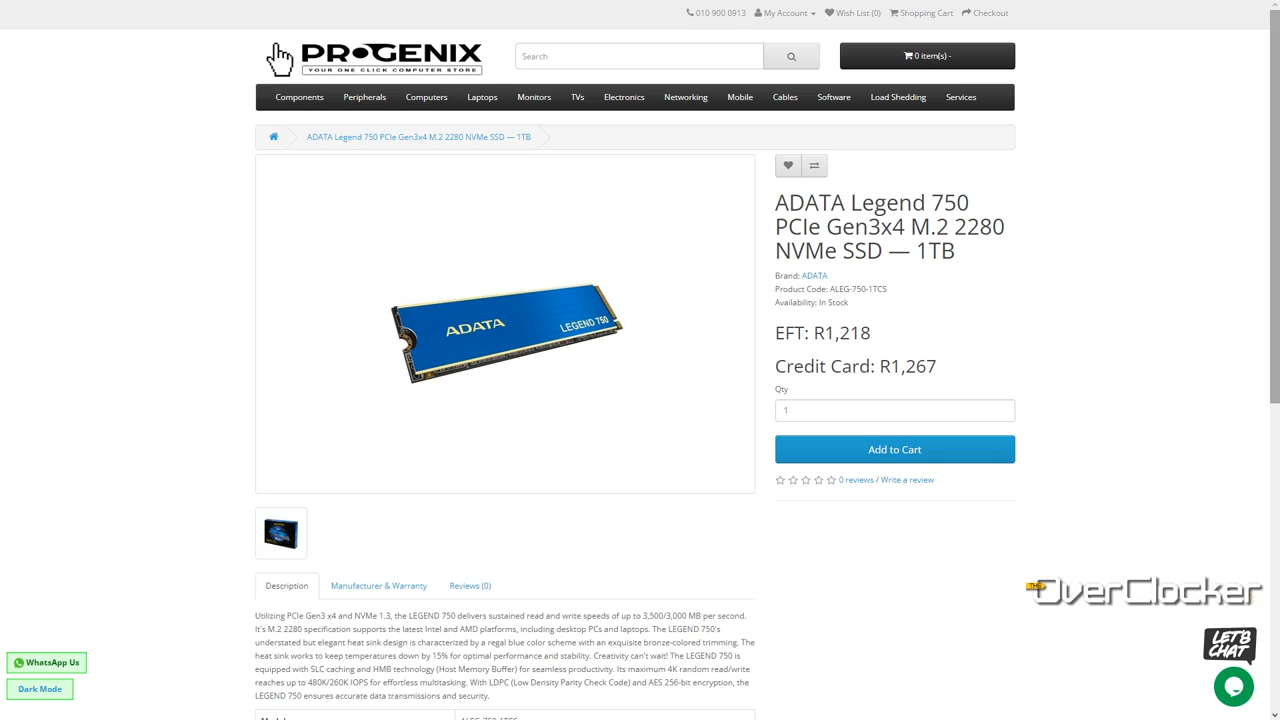 010 900 0913 My Account Wish List (0) Shopping Cart Checkout
PROGENIX
YOUR ONE CLICK COMPUTER STORE
Search
0 item(s) -
Components Peripherals Computers Laptops Monitors TVs Electronics Networking Mobile Cables Software Load Shedding Services
ADATA Legend 750 PCIe Gen3x4 M.2 2280 NVMe SSD — 1TB
ADATA
LEGEND 750
ADATA Legend 750
PCIe Gen3x4 M.2 2280
NVMe SSD — 1TB
Brand: ADATA
Product Code: ALEG-750-1TCS
Availability: In Stock
EFT: R1,218
Credit Card: R1,267
Qty
1
Add to Cart
0 reviews / Write a review
Description Manufacturer & Warranty Reviews (0)
Utilizing PCIe Gen3 x4 and NVMe 1.3, the LEGEND 750 delivers sustained read and write speeds of up to 3,500/3,000 MB per second.
It's M.2 2280 specification supports the latest Intel and AMD platforms, including desktop PCs and laptops. The LEGEND 750's
understated but elegant heat sink design is characterized by a regal blue color scheme with an exquisite bronze-colored trimming. The
heat sink works to keep temperatures down by 15% for optimal performance and stability. Creativity can't wait! The LEGEND 750 is
equipped with SLC caching and HMB technology (Host Memory Buffer) for seamless productivity. Its maximum 4K random read/write
reaches up to 480K/260K IOPS for effortless multitasking. With LDPC (Low Density Parity Check Code) and AES 256-bit encryption, the
LEGEND 750 ensures accurate data transmissions and security.
THE OverClocker
LET'S
CHAT
WhatsApp Us
Dark Mode